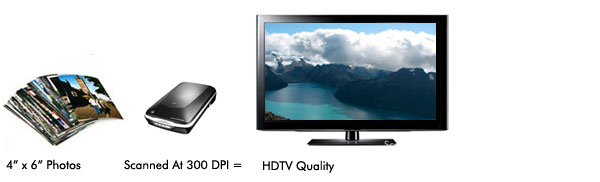 4” x 6” Photos
Scanned At 300 DPI =
HDTV Quality